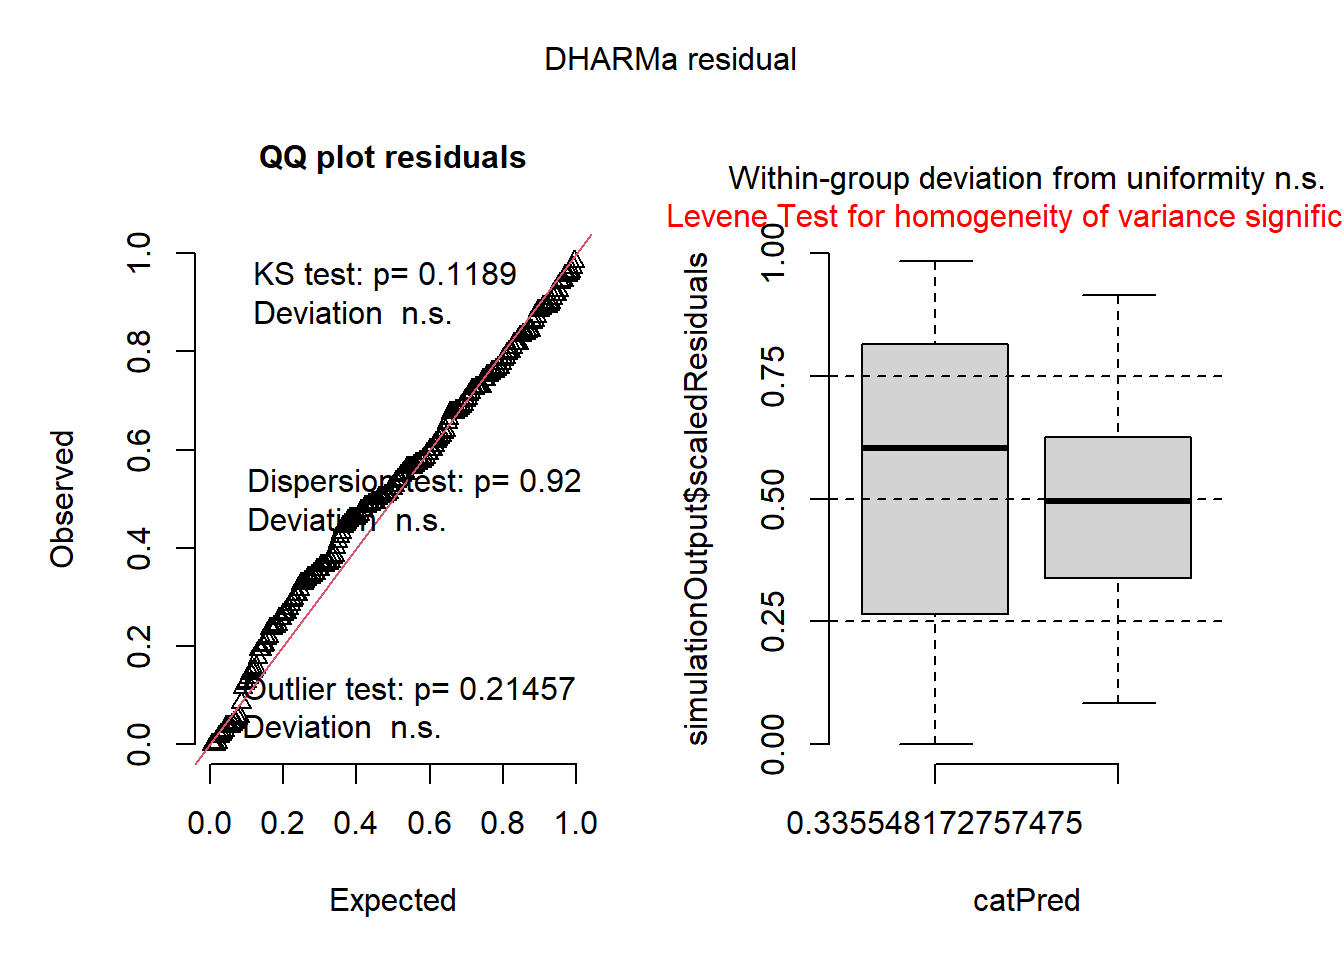 DHARMa residual
QQ plot residuals
KS test: p= 0.1189
Deviation  n.s.
Dispersion test: p= 0.92
Deviation  n.s.
Outlier test: p= 0.21457
Deviation  n.s.
Observed
0.0
0.2
0.4
0.6
0.8
1.0
0.0 0.2 0.4 0.6 0.8 1.0
Expected
Within-group deviation from uniformity n.s.
Levene Test for homogeneity of variance signific
simulationOutput$scaledResiduals
0.00
0.25
0.50
0.75
1.00
0.335548172757475
catPred